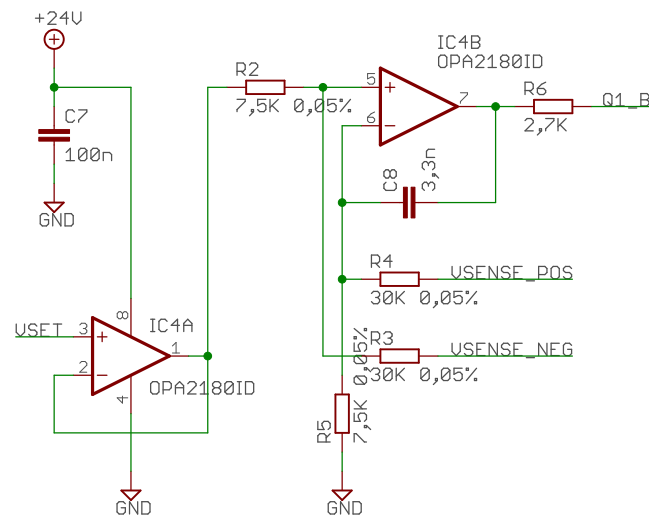 +24V
C7
100n
GND
R2
7,5K 0,05%
IC4B
OPA2180ID
5
6
7
R6
2,7K
Q1_B
C8
3,3n
R4
30K 0,05%
VSENSE_POS
R3
30K 0,05%
VSENSE_NEG
R5
7,5K 0,05%
GND
VSET
3
2
8
4
1
IC4A
OPA2180ID
GND